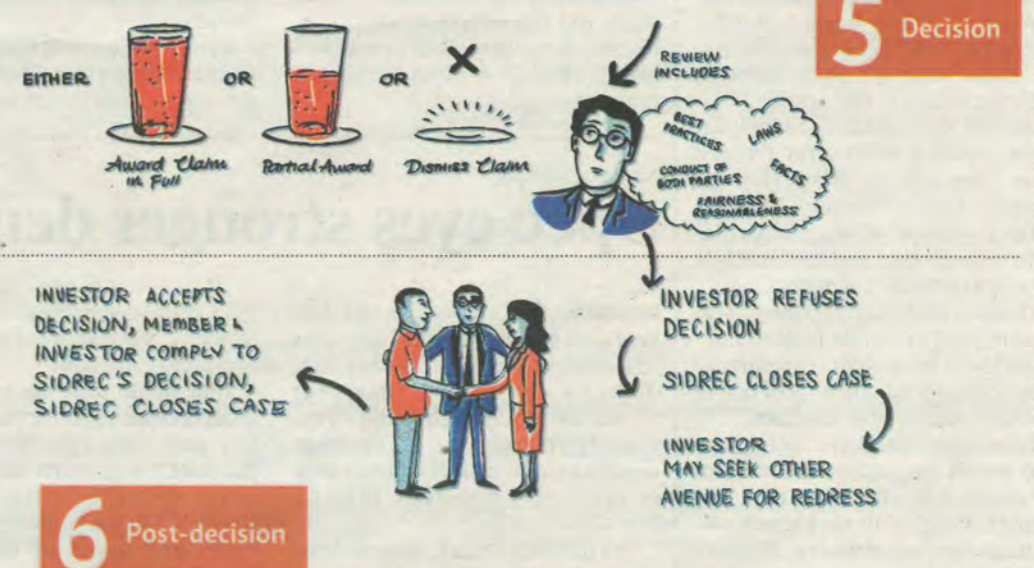 5 Decision
EITHER
OR
OR
Award Claim
in Full
Partial Award
Dismiss Claim
REVIEW
INCLUDES
BEST
PRACTICES
LAWS
FACTS
CONDUCT OF
BOTH PARTIES
FAIRNESS &
REASONABLENESS
INVESTOR ACCEPTS
DECISION, MEMBER &
INVESTOR COMPLY TO
SIDREC'S DECISION,
SIDREC CLOSES CASE
INVESTOR REFUSES
DECISION
SIDREC CLOSES CASE
INVESTOR
MAY SEEK OTHER
AVENUE FOR REDRESS
6 Post-decision